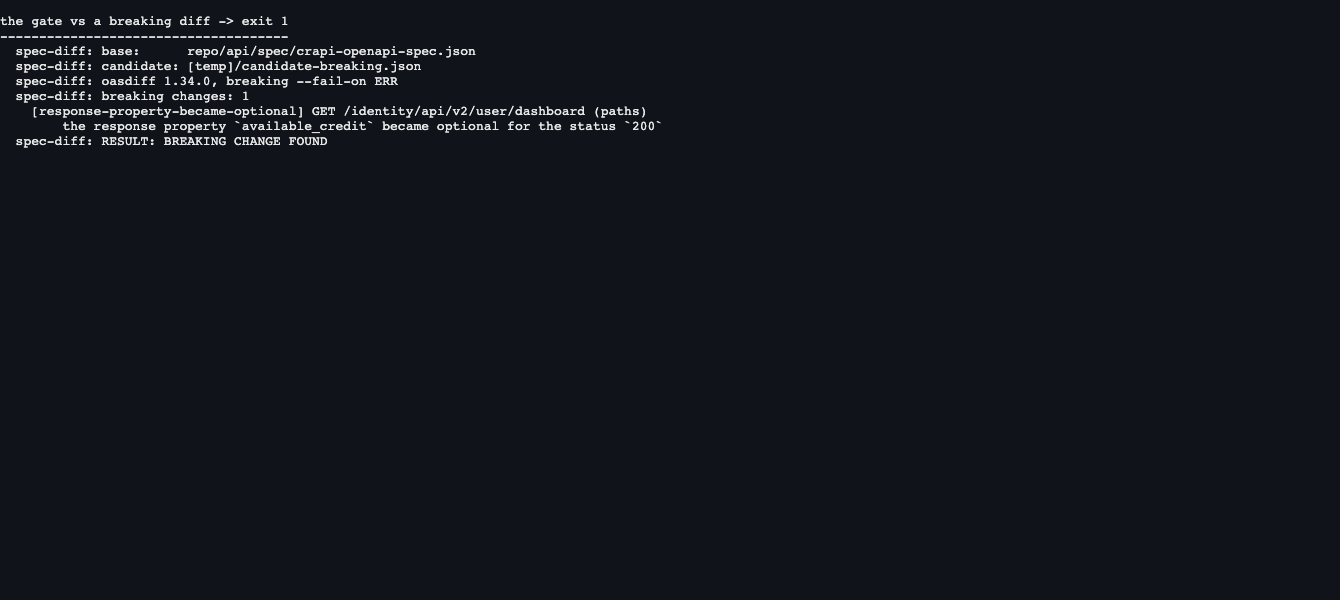 the gate vs a breaking diff -> exit 1
-------------------------------------
  spec-diff: base:      repo/api/spec/crapi-openapi-spec.json
  spec-diff: candidate: [temp]/candidate-breaking.json
  spec-diff: oasdiff 1.34.0, breaking --fail-on ERR
  spec-diff: breaking changes: 1
    [response-property-became-optional] GET /identity/api/v2/user/dashboard (paths)
        the response property `available_credit` became optional for the status `200`
  spec-diff: RESULT: BREAKING CHANGE FOUND